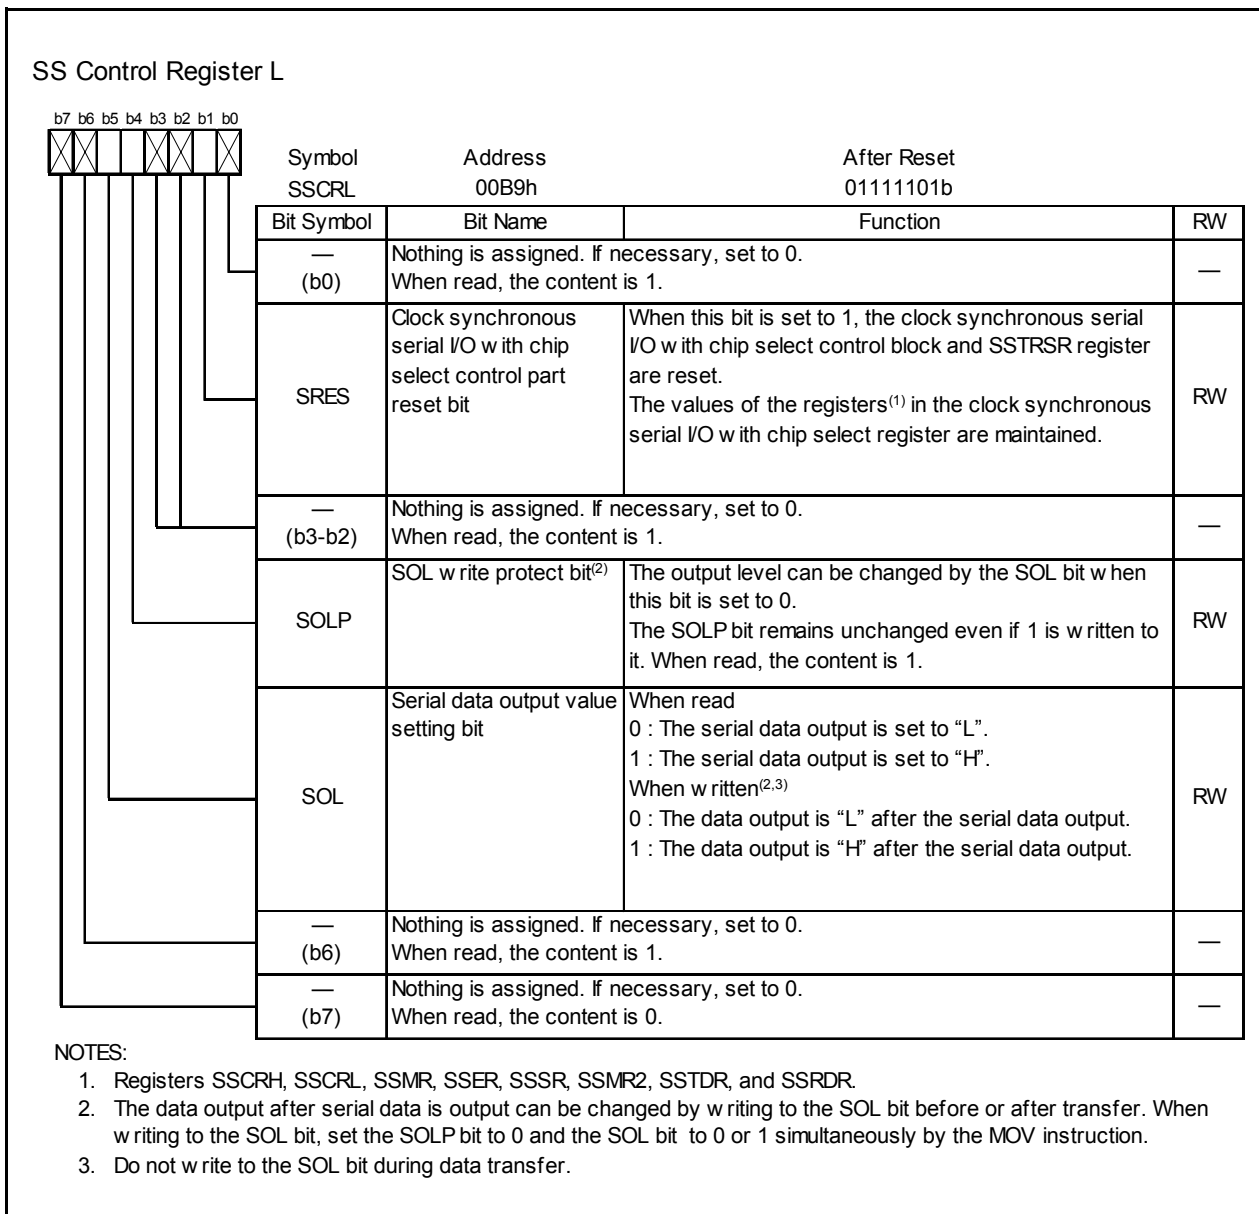 SS Control Register L
b7 b6 b5 b4 b3 b2 b1 b0
Symbol Address After Reset
SSCRL 00B9h 01111101b
Bit Symbol Bit Name Function RW
—
(b0)
Nothing is assigned. If necessary, set to 0.
When read, the content is 1.
—
SRES
Clock synchronous
serial I/O with chip
select control part
reset bit
When this bit is set to 1, the clock synchronous serial
I/O with chip select control block and SSTRSR register
are reset.
The values of the registers(1) in the clock synchronous
serial I/O with chip select register are maintained.
RW
—
(b3-b2)
Nothing is assigned. If necessary, set to 0.
When read, the content is 1.
—
SOLP
SOL write protect bit(2)
The output level can be changed by the SOL bit when
this bit is set to 0.
The SOLP bit remains unchanged even if 1 is written to
it. When read, the content is 1.
RW
SOL
Serial data output value
setting bit
When read
0 : The serial data output is set to “L”.
1 : The serial data output is set to “H”.
When written(2,3)
0 : The data output is “L” after the serial data output.
1 : The data output is “H” after the serial data output.
RW
—
(b6)
Nothing is assigned. If necessary, set to 0.
When read, the content is 1.
—
—
(b7)
Nothing is assigned. If necessary, set to 0.
When read, the content is 0.
—
NOTES:
1. Registers SSCRH, SSCRL, SSMR, SSER, SSSR, SSMR2, SSTDR, and SSRDR.
2. The data output after serial data is output can be changed by writing to the SOL bit before or after transfer. When
writing to the SOL bit, set the SOLP bit to 0 and the SOL bit to 0 or 1 simultaneously by the MOV instruction.
3. Do not write to the SOL bit during data transfer.